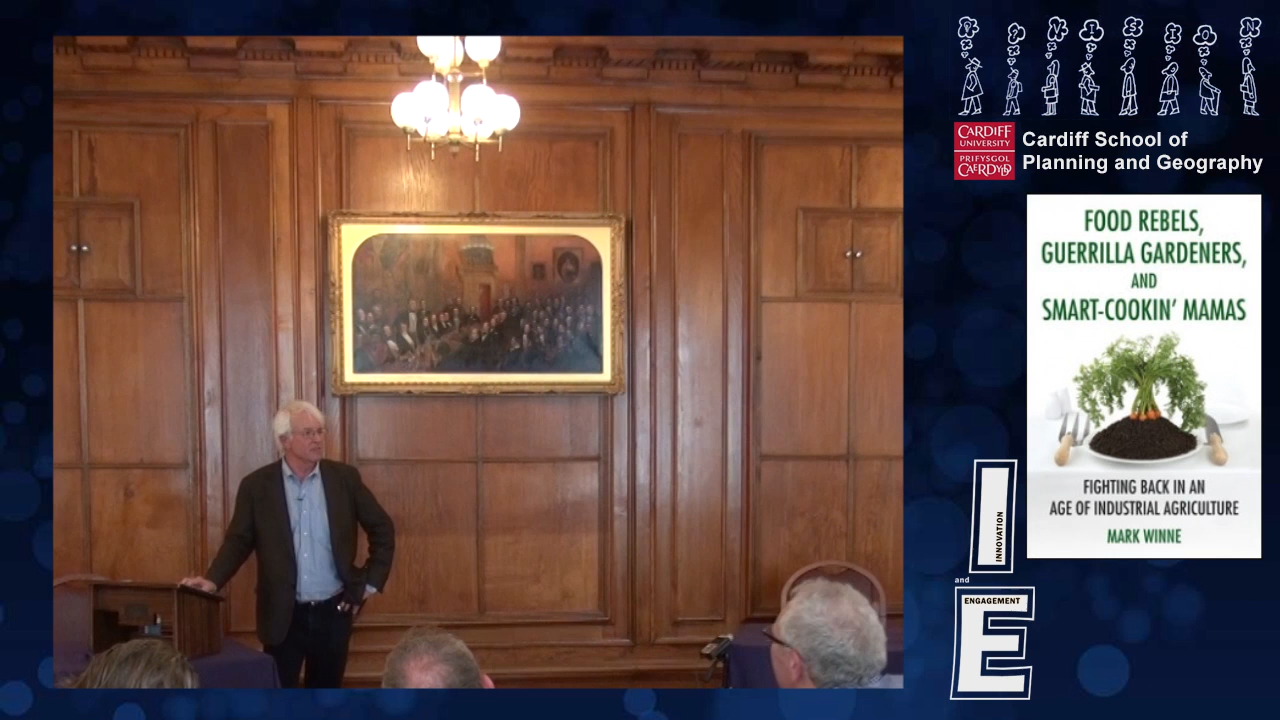 CARDIFF
UNIVERSITY
PRIFYSGOL
CAERDYDD
Cardiff School of
Planning and Geography
FOOD REBELS,
GUERRILLA GARDENERS,
AND
SMART-COOKIN' MAMAS
FIGHTING BACK IN AN
AGE OF INDUSTRIAL AGRICULTURE
MARK WINNE
I
INNOVATION
and
ENGAGEMENT
E